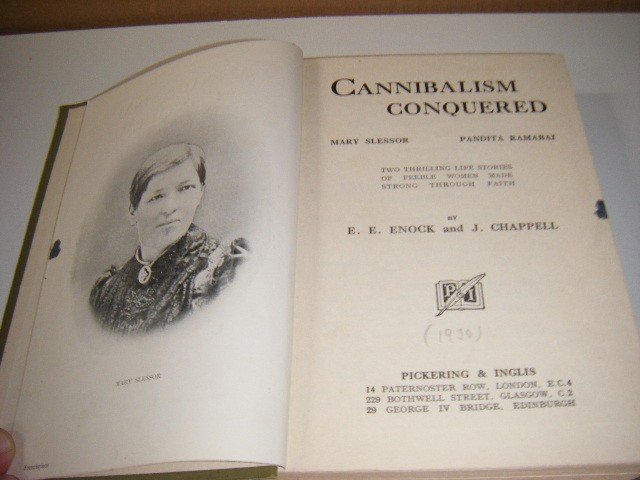 MARY SLESSOR
Frontispiece
CANNIBALISM
CONQUERED
MARY SLESSOR PANDITA RAMABAI
TWO THRILLING LIFE STORIES
OF FEEBLE WOMEN MADE
STRONG THROUGH FAITH
BY
E. E. ENOCK and J. CHAPPELL
P & I
(1930)
PICKERING & INGLIS
14 PATERNOSTER ROW, LONDON, E.C.4
229 BOTHWELL STREET, GLASGOW, C.2
29 GEORGE IV BRIDGE, EDINBURGH